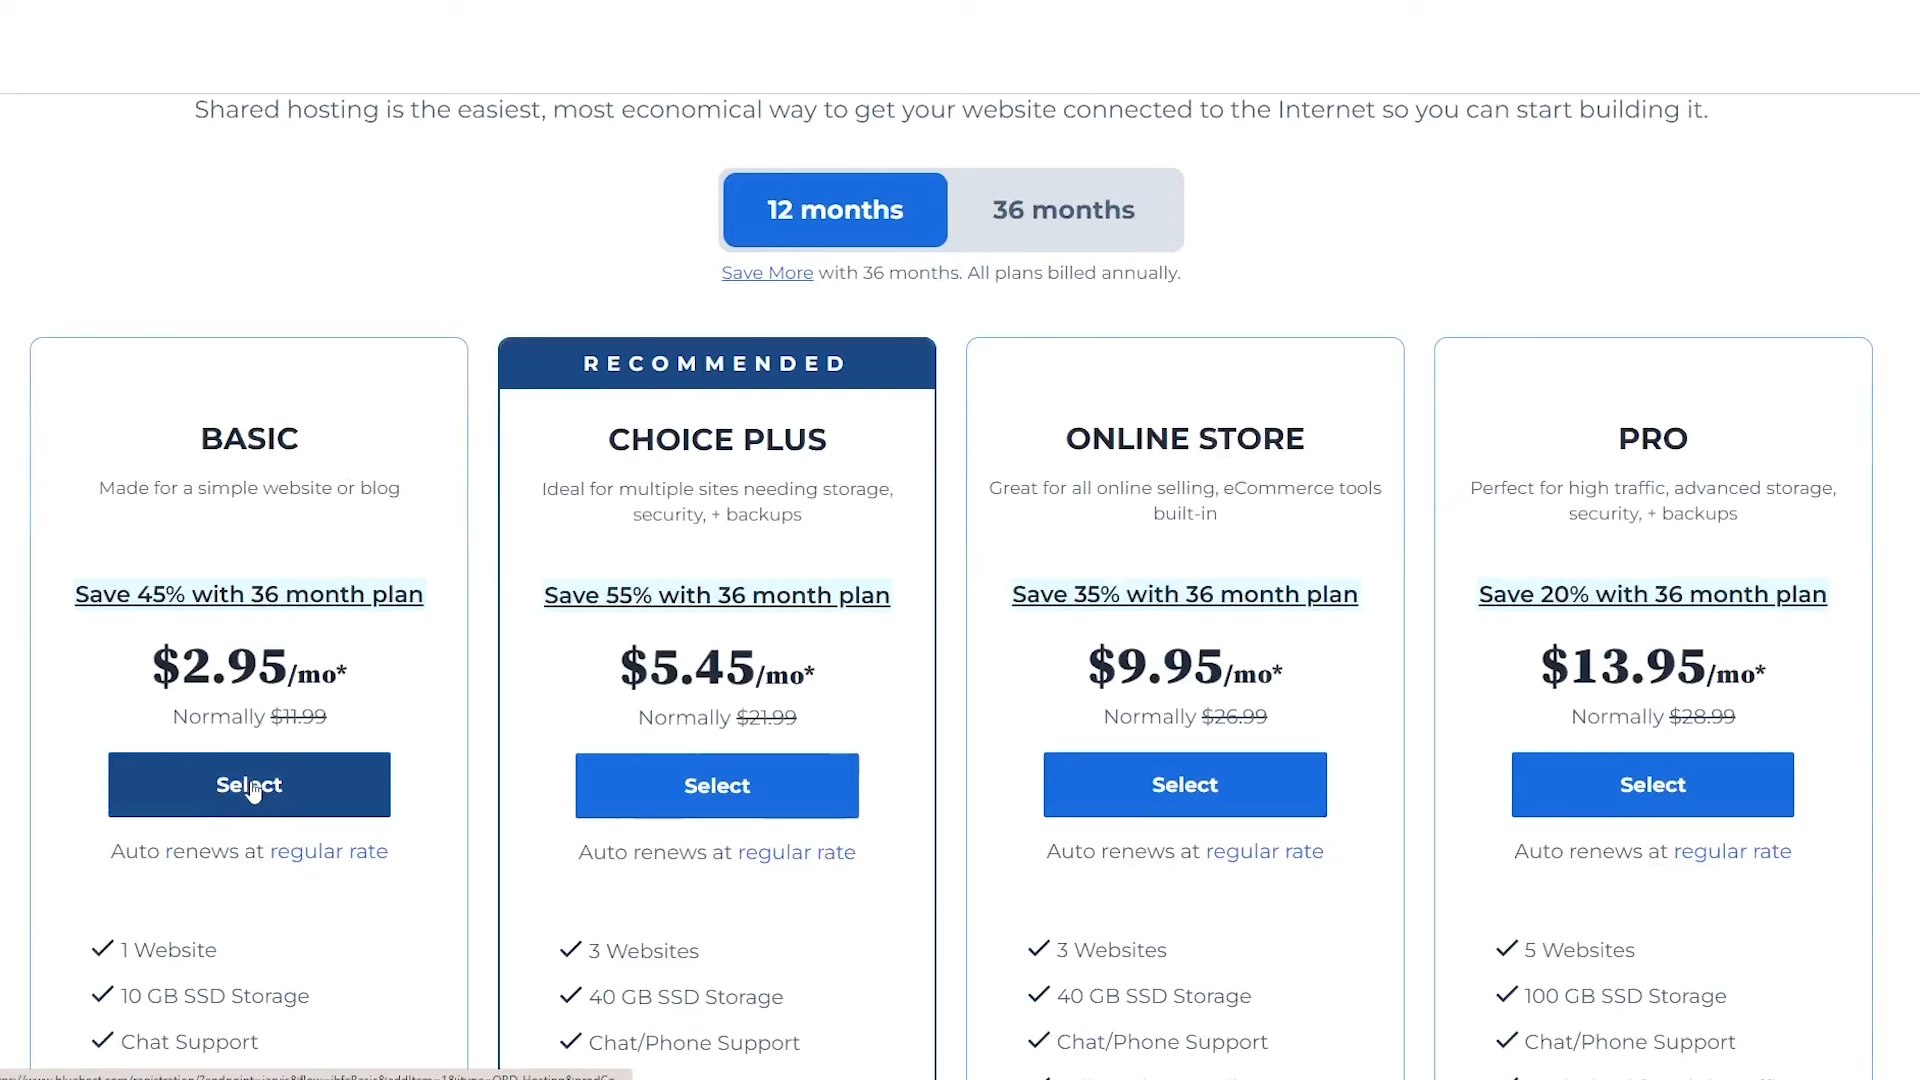 Shared hosting is the easiest, most economical way to get your website connected to the Internet so you can start building it.
12 months
36 months
Save More with 36 months. All plans billed annually.
RECOMMENDED
BASIC
Made for a simple website or blog
Save 45% with 36 month plan
$2.95/mo*
Normally $11.99
Select
Auto renews at regular rate
1 Website
10 GB SSD Storage
Chat Support
CHOICE PLUS
Ideal for multiple sites needing storage,
security, + backups
Save 55% with 36 month plan
$5.45/mo*
Normally $21.99
Select
Auto renews at regular rate
3 Websites
40 GB SSD Storage
Chat/Phone Support
ONLINE STORE
Great for all online selling, eCommerce tools
built-in
Save 35% with 36 month plan
$9.95/mo*
Normally $26.99
Select
Auto renews at regular rate
3 Websites
40 GB SSD Storage
Chat/Phone Support
PRO
Perfect for high traffic, advanced storage,
security, + backups
Save 20% with 36 month plan
$13.95/mo*
Normally $28.99
Select
Auto renews at regular rate
5 Websites
100 GB SSD Storage
Chat/Phone Support